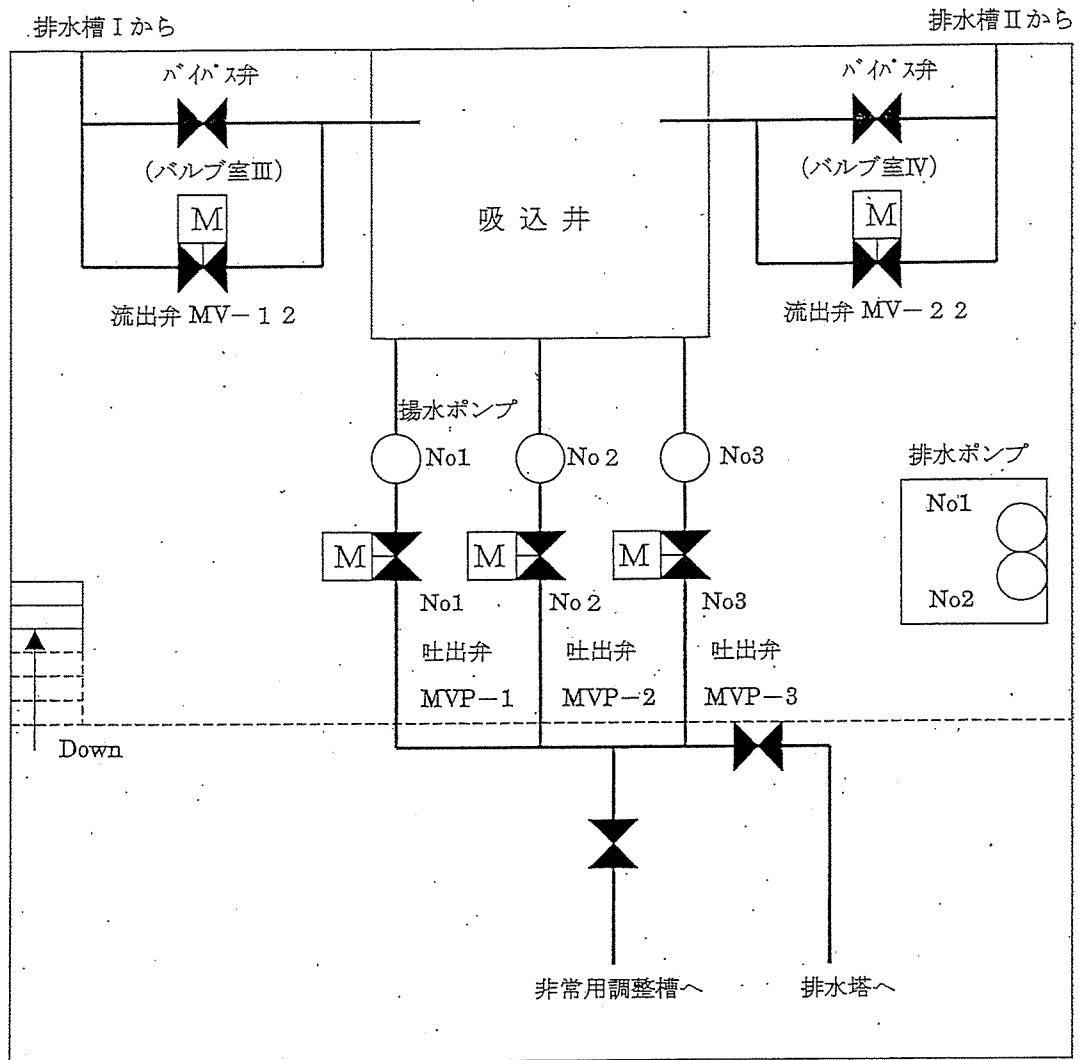 排水槽Ⅰから
排水槽Ⅱから
バイパス弁
バイパス弁
(バルブ室Ⅲ)
(バルブ室Ⅳ)
M
M
吸込井
流出弁 MV－１２
流出弁 MV－２２
揚水ポンプ
No1
No２
No3
排水ポンプ
No1
No2
M
M
M
No1
No２
No3
吐出弁
吐出弁
吐出弁
MVP－1
MVP－2
MVP－3
Down
非常用調整槽へ
排水塔へ